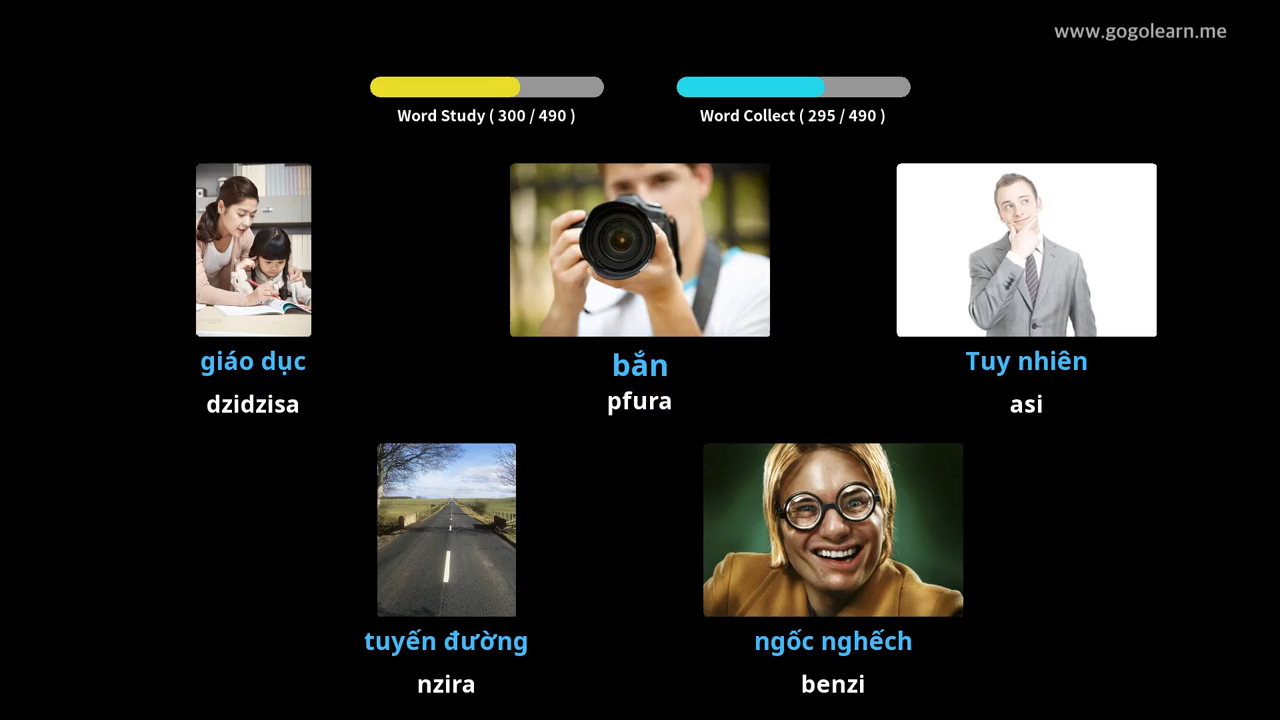 www.gogolearn.me
Word Study ( 300 / 490 )
Word Collect ( 295 / 490 )
giáo dục
dzidzisa
bắn
pfura
Tuy nhiên
asi
tuyến đường
nzira
ngốc nghếch
benzi